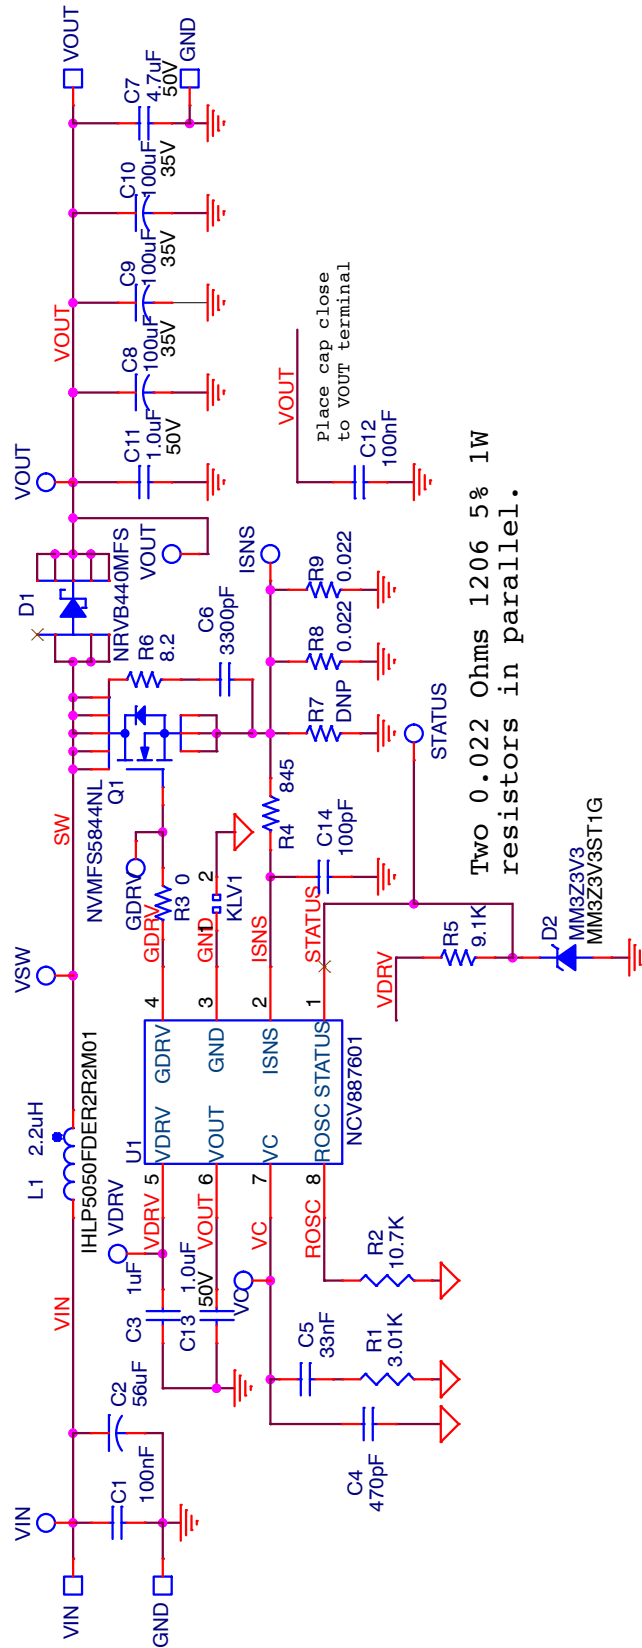 VIN
GND
VIN
C1
100nF
C2
56uF
VIN
L1
2.2uH
IHLP5050FDER2R2M01
VSW
SW
NVMFS5844NL
Q1
D1
NRVB440MFS
VOUT
VOUT
VOUT
C11
1.0uF
50V
C8
100uF
35V
C9
100uF
35V
C10
100uF
35V
C7
4.7uF
50V
VOUT
GND
R6
8.2
C6
3300pF
GDRV
GDRV
R3 0
GND
1
2
KLV1
ISNS
R4
845
C14
100pF
STATUS
STATUS
ISNS
R7
DNP
R8
0.022
R9
0.022
VOUT
Place cap close
to VOUT terminal
C12
100nF
U1
VDRV
GDRV
VOUT
GND
VC
ISNS
ROSC STATUS
NCV887601
5
6
7
8
4
3
2
1
VDRV
VDRV
VOUT
VC
ROSC
C3
1uF
C13
1.0uF
50V
VC
C4
470pF
C5
33nF
R1
3.01K
R2
10.7K
VDRV
R5
9.1K
D2
MM3Z3V3
MM3Z3V3ST1G
Two 0.022 Ohms 1206 5% 1W
resistors in parallel.